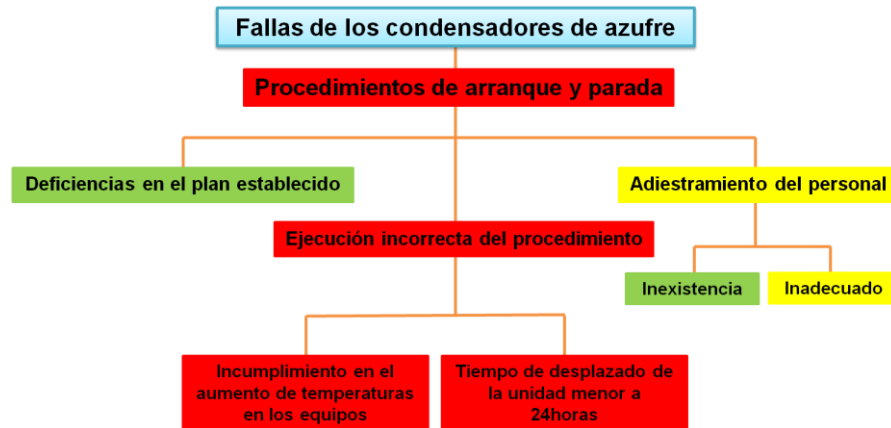 Fallas de los condensadores de azufre
Procedimientos de arranque y parada
Deficiencias en el plan establecido
Adiestramiento del personal
Ejecución incorrecta del procedimiento
Inexistencia
Inadecuado
Incumplimiento en el
aumento de temperaturas
en los equipos
Tiempo de desplazado de
la unidad menor a
24horas